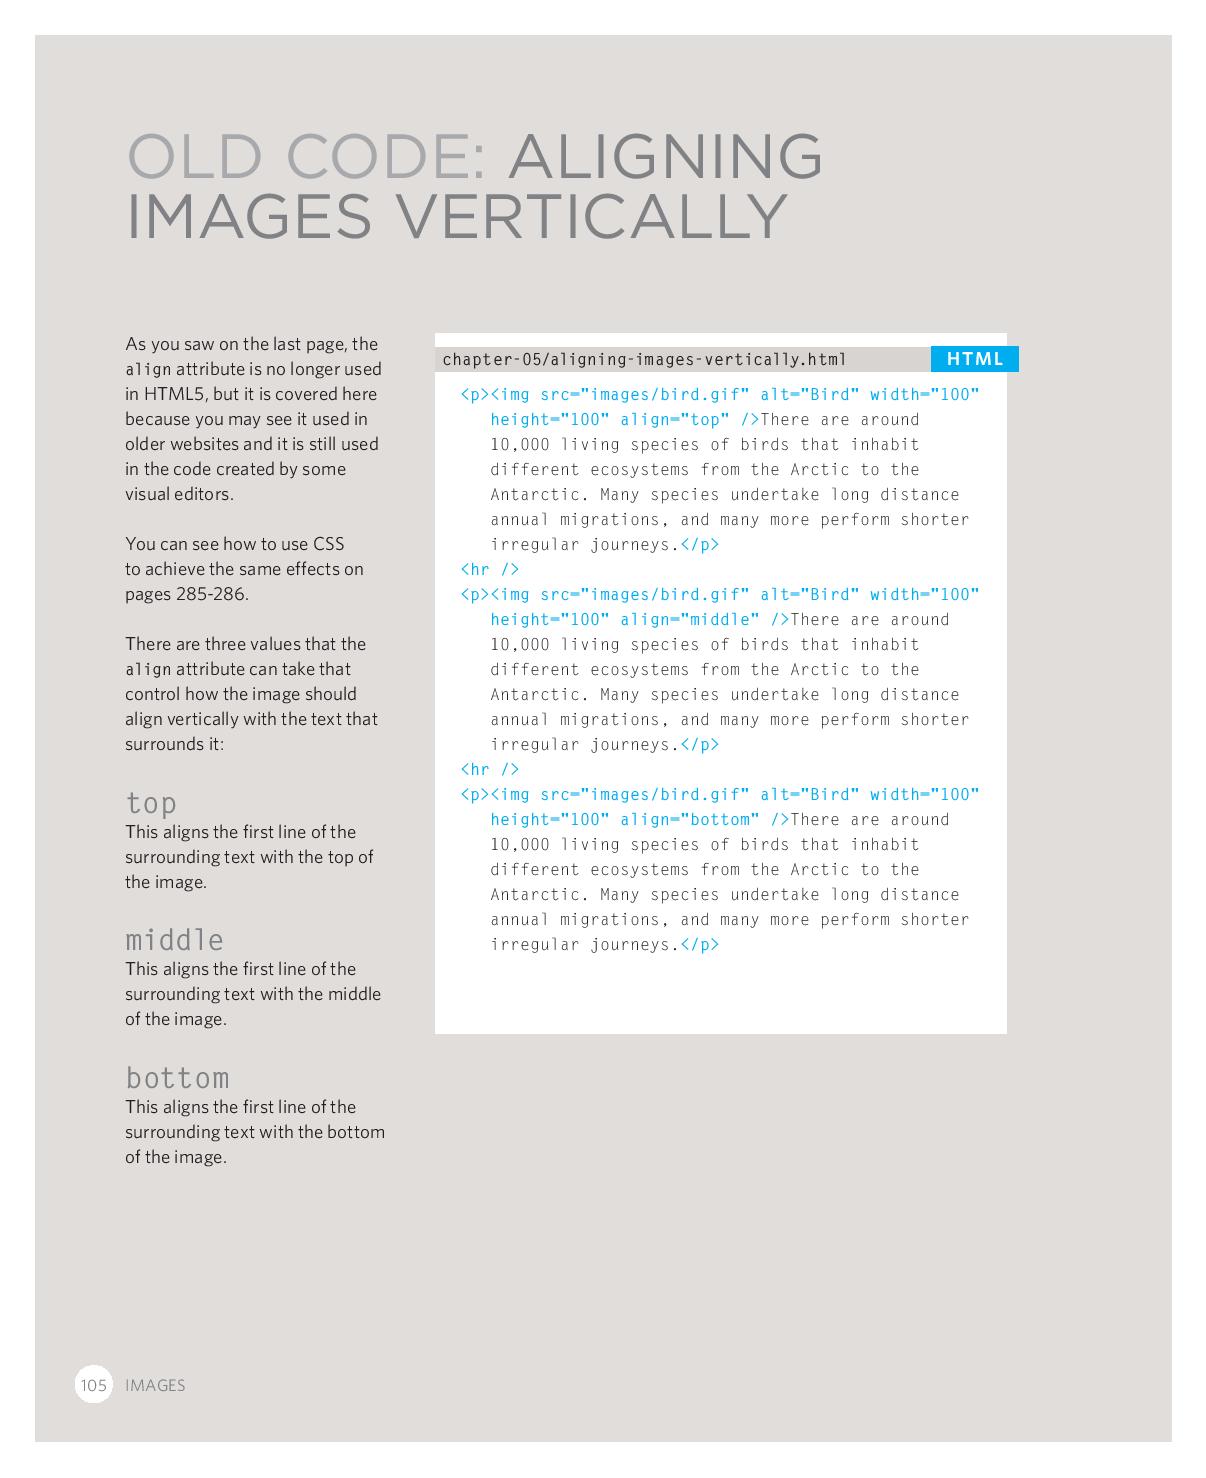 OLD CODE: ALIGNING
IMAGES VERTICALLY
As you saw on the last page, the
align attribute is no longer used
in HTML5, but it is covered here
because you may see it used in
older websites and it is still used
in the code created by some
visual editors.
You can see how to use CSS
to achieve the same effects on
pages 285-286.
There are three values that the
align attribute can take that
control how the image should
align vertically with the text that
surrounds it:
top
This aligns the first line of the
surrounding text with the top of
the image.
middle
This aligns the first line of the
surrounding text with the middle
of the image.
bottom
This aligns the first line of the
surrounding text with the bottom
of the image.
chapter-05/aligning-images-vertically.html HTML
<p><img src="images/bird.gif" alt="Bird" width="100"
height="100" align="top" />There are around
10,000 living species of birds that inhabit
different ecosystems from the Arctic to the
Antarctic. Many species undertake long distance
annual migrations, and many more perform shorter
irregular journeys.</p>
<hr />
<p><img src="images/bird.gif" alt="Bird" width="100"
height="100" align="middle" />There are around
10,000 living species of birds that inhabit
different ecosystems from the Arctic to the
Antarctic. Many species undertake long distance
annual migrations, and many more perform shorter
irregular journeys.</p>
<hr />
<p><img src="images/bird.gif" alt="Bird" width="100"
height="100" align="bottom" />There are around
10,000 living species of birds that inhabit
different ecosystems from the Arctic to the
Antarctic. Many species undertake long distance
annual migrations, and many more perform shorter
irregular journeys.</p>
105 IMAGES